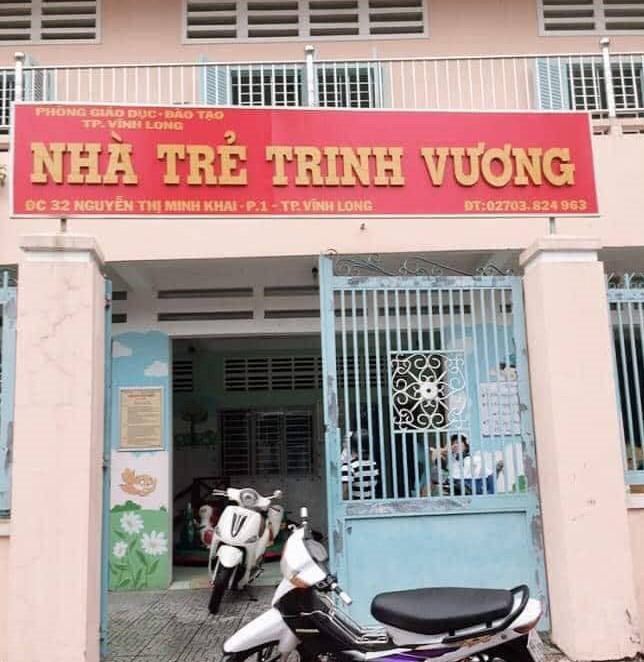 PHÒNG GIÁO DỤC - ĐÀO TẠO
TP. VĨNH LONG
NHÀ TRẺ TRINH VƯƠNG
ĐC 32 NGUYỄN THỊ MINH KHAI - P.1 - TP. VĨNH LONG ĐT: 02703. 824 963